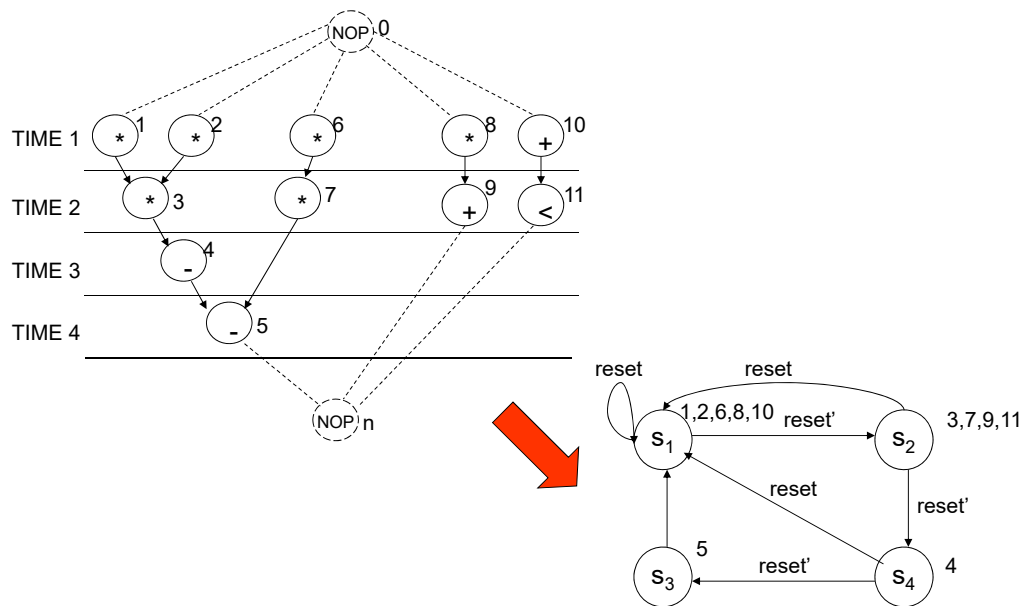 NOP 0
TIME 1 * 1 * 2 * 6 * 8 + 10
TIME 2 * 3 * 7 + 9 < 11
TIME 3 - 4
TIME 4 - 5
NOP n
reset reset
s1 1,2,6,8,10 reset' s2 3,7,9,11
reset reset'
s3 5 reset' s4 4